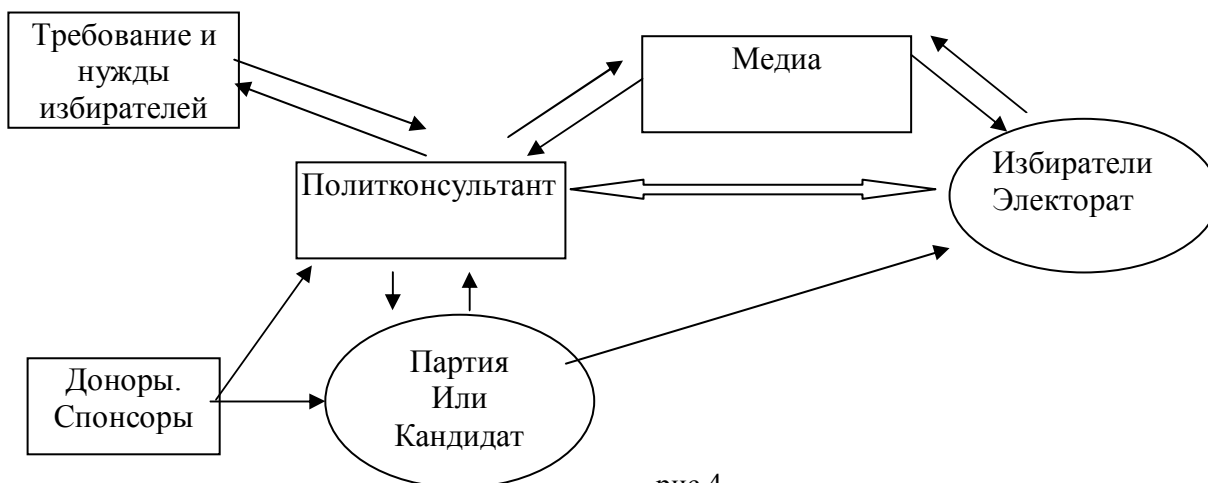 Требование и
нужды
избирателей
Медиа
Избиратели
Электорат
Политконсультант
Доноры.
Спонсоры
Партия
Или
Кандидат
рис 4